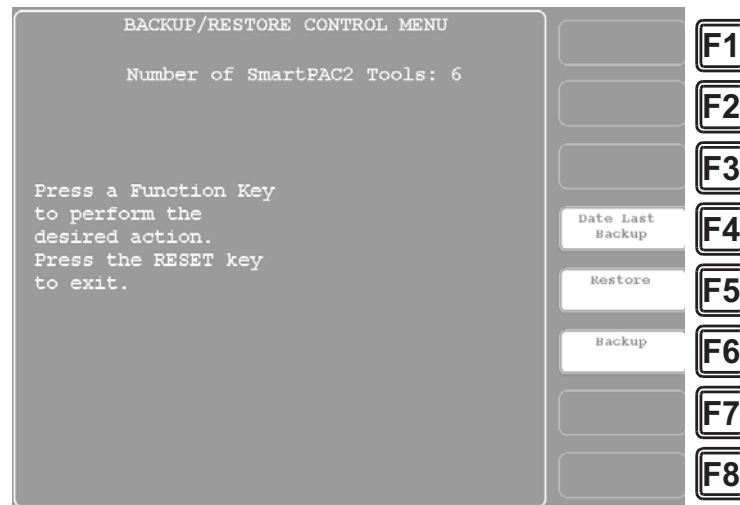 BACKUP/RESTORE CONTROL MENU
Number of SmartPAC2 Tools: 6
Press a Function Key
to perform the
desired action.
Press the RESET key
to exit.
Date Last
Backup
Restore
Backup
F1
F2
F3
F4
F5
F6
F7
F8